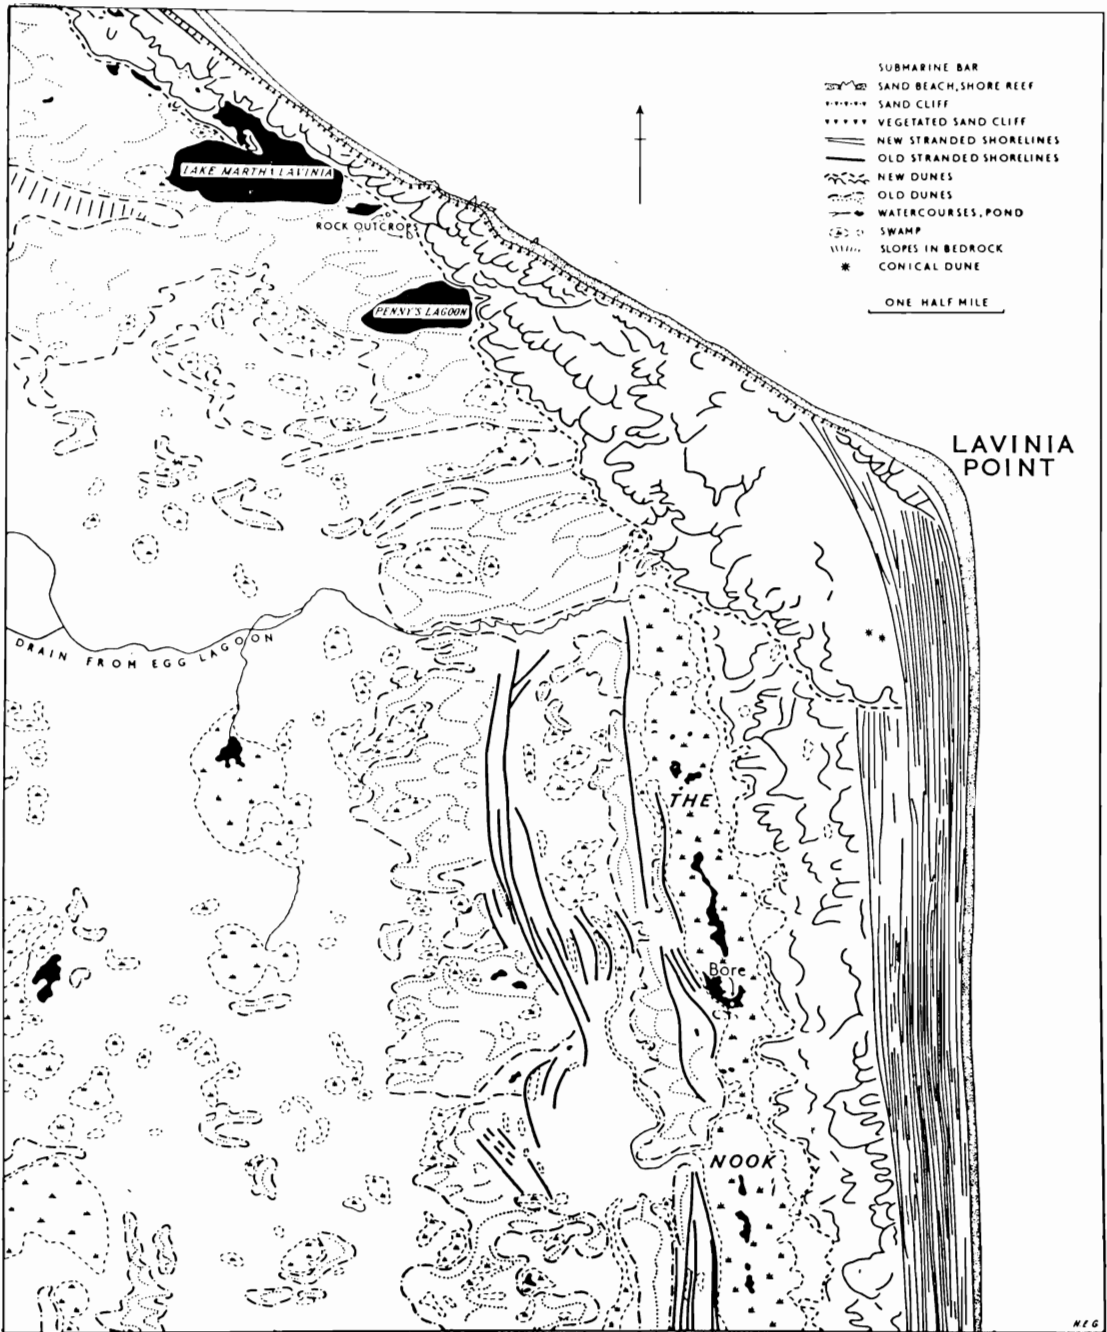 SUBMARINE BAR
SAND BEACH, SHORE REEF
SAND CLIFF
VEGETATED SAND CLIFF
NEW STRANDED SHORELINES
OLD STRANDED SHORELINES
NEW DUNES
OLD DUNES
WATERCOURSES, POND
SWAMP
SLOPES IN BEDROCK
CONICAL DUNE
ONE HALF MILE
LAKE MARTHA LAVINIA
ROCK OUTCROPS
PENNY'S LAGOON
LAVINIA
POINT
DRAIN FROM EGG LAGOON
THE
Bore
NOOK
N.E.G